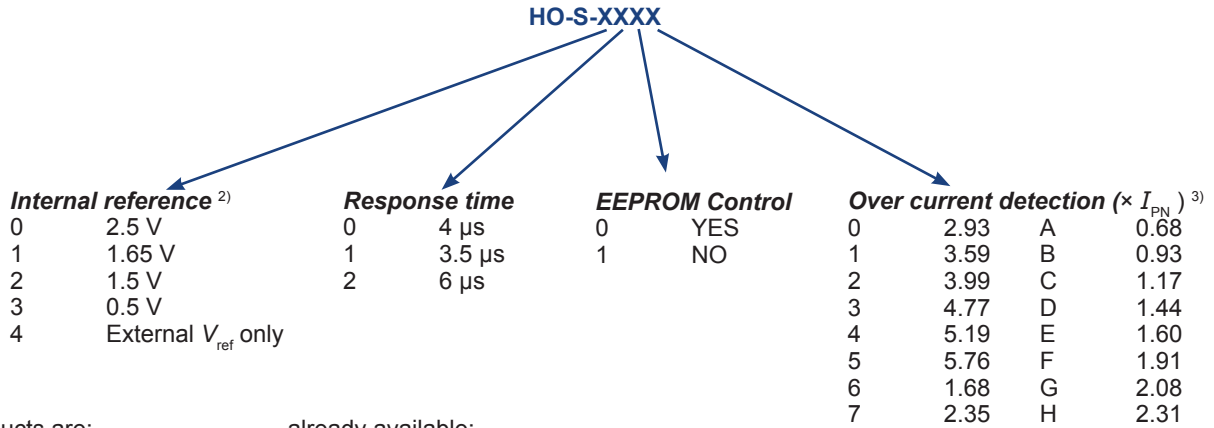 HO-S-XXXX
Internal reference 2)
0 2.5 V
1 1.65 V
2 1.5 V
3 0.5 V
4 External Vref only
Response time
0 4 µs
1 3.5 µs
2 6 µs
EEPROM Control
0 YES
1 NO
Over current detection (× IPN ) 3)
0 2.93 A 0.68
1 3.59 B 0.93
2 3.99 C 1.17
3 4.77 D 1.44
4 5.19 E 1.60
5 5.76 F 1.91
6 1.68 G 2.08
7 2.35 H 2.31
already available: